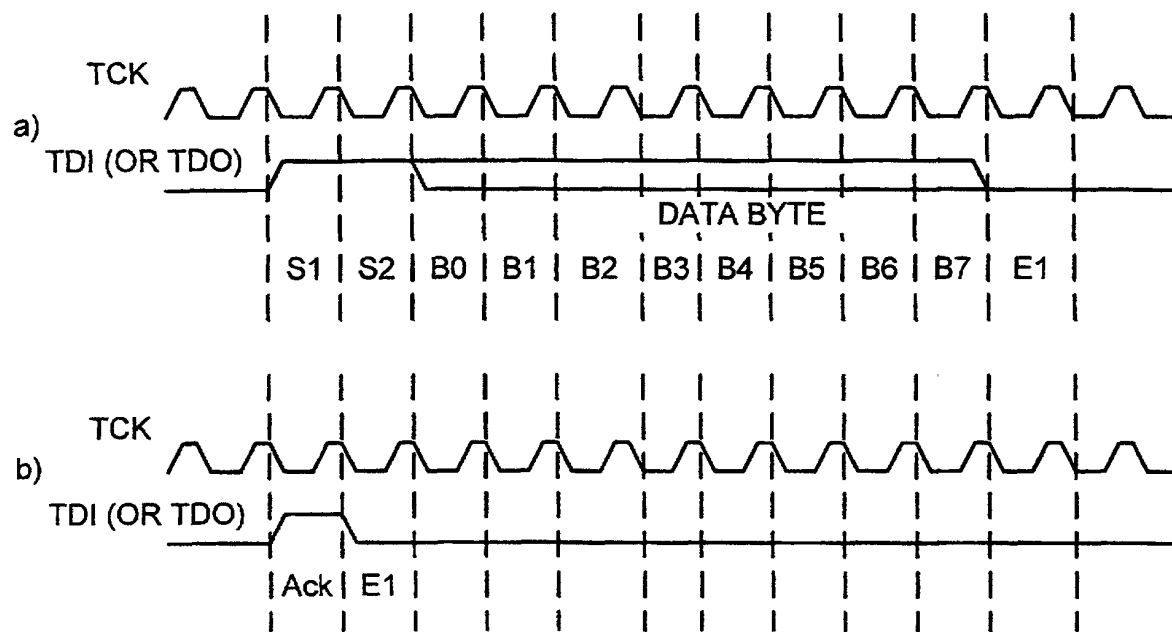 TCK
a)
TDI (OR TDO)
DATA BYTE
S1 S2 B0 B1 B2 B3 B4 B5 B6 B7 E1
TCK
b)
TDI (OR TDO)
Ack E1